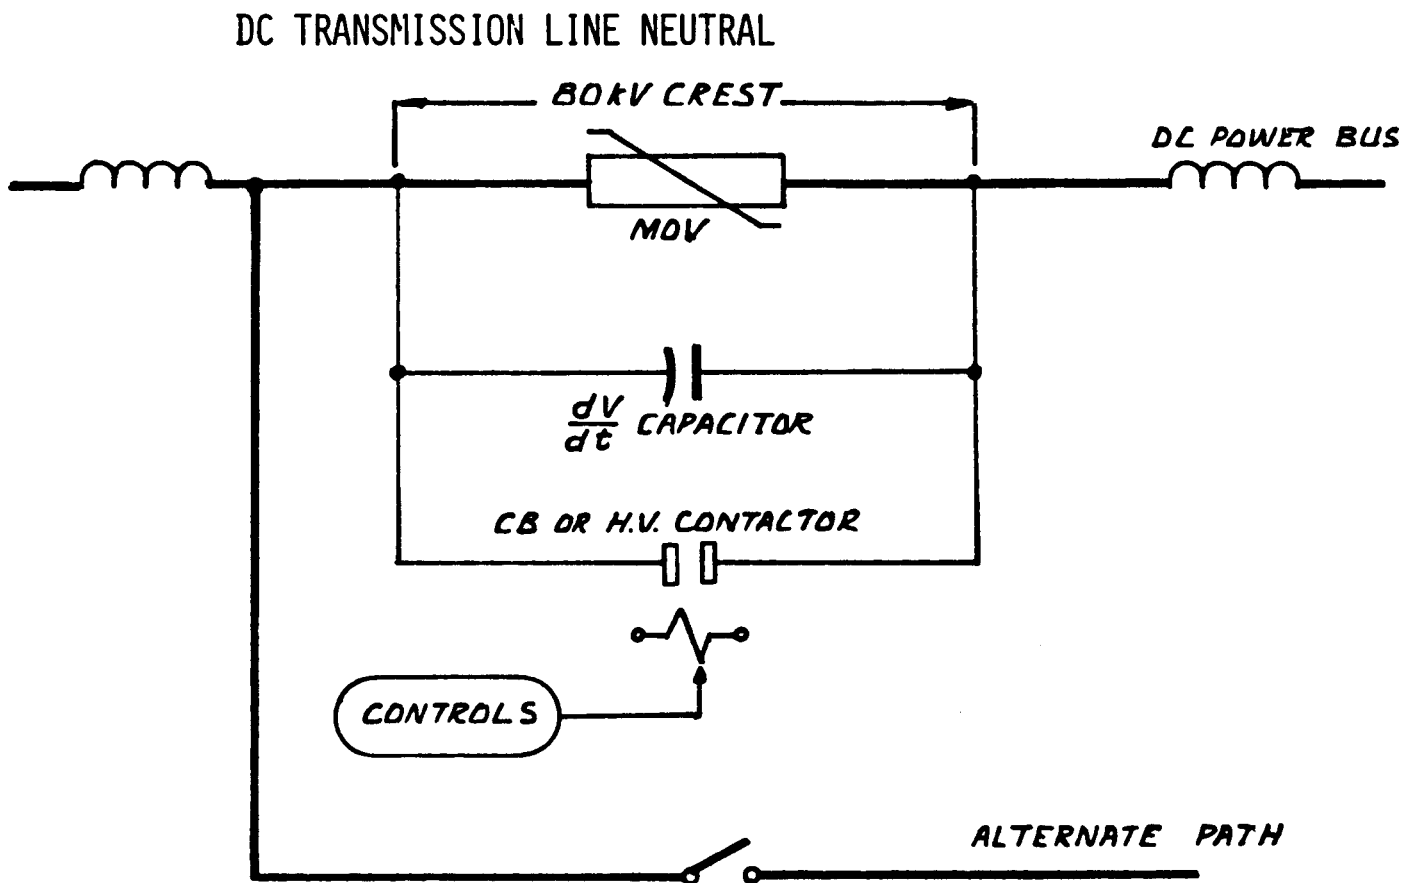 DC TRANSMISSION LINE NEUTRAL
80kV CREST
DC POWER BUS
MOV
dV
dt CAPACITOR
CB OR H.V. CONTACTOR
CONTROLS
ALTERNATE PATH